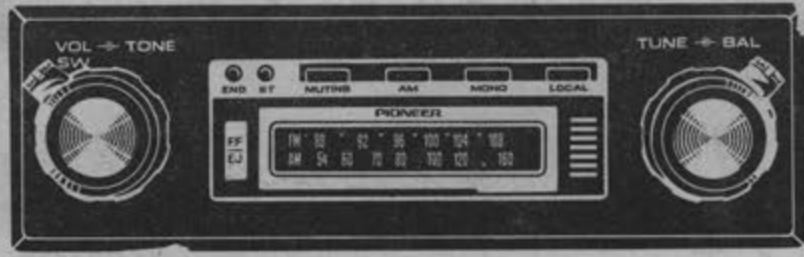 VOL TONE
SW
TUNE BAL
END ST MUTING AM MONO LOCAL
PIONEER
FF
EJ
FM 88 92 96 100 104 108
AM 54 60 70 80 100 120 160